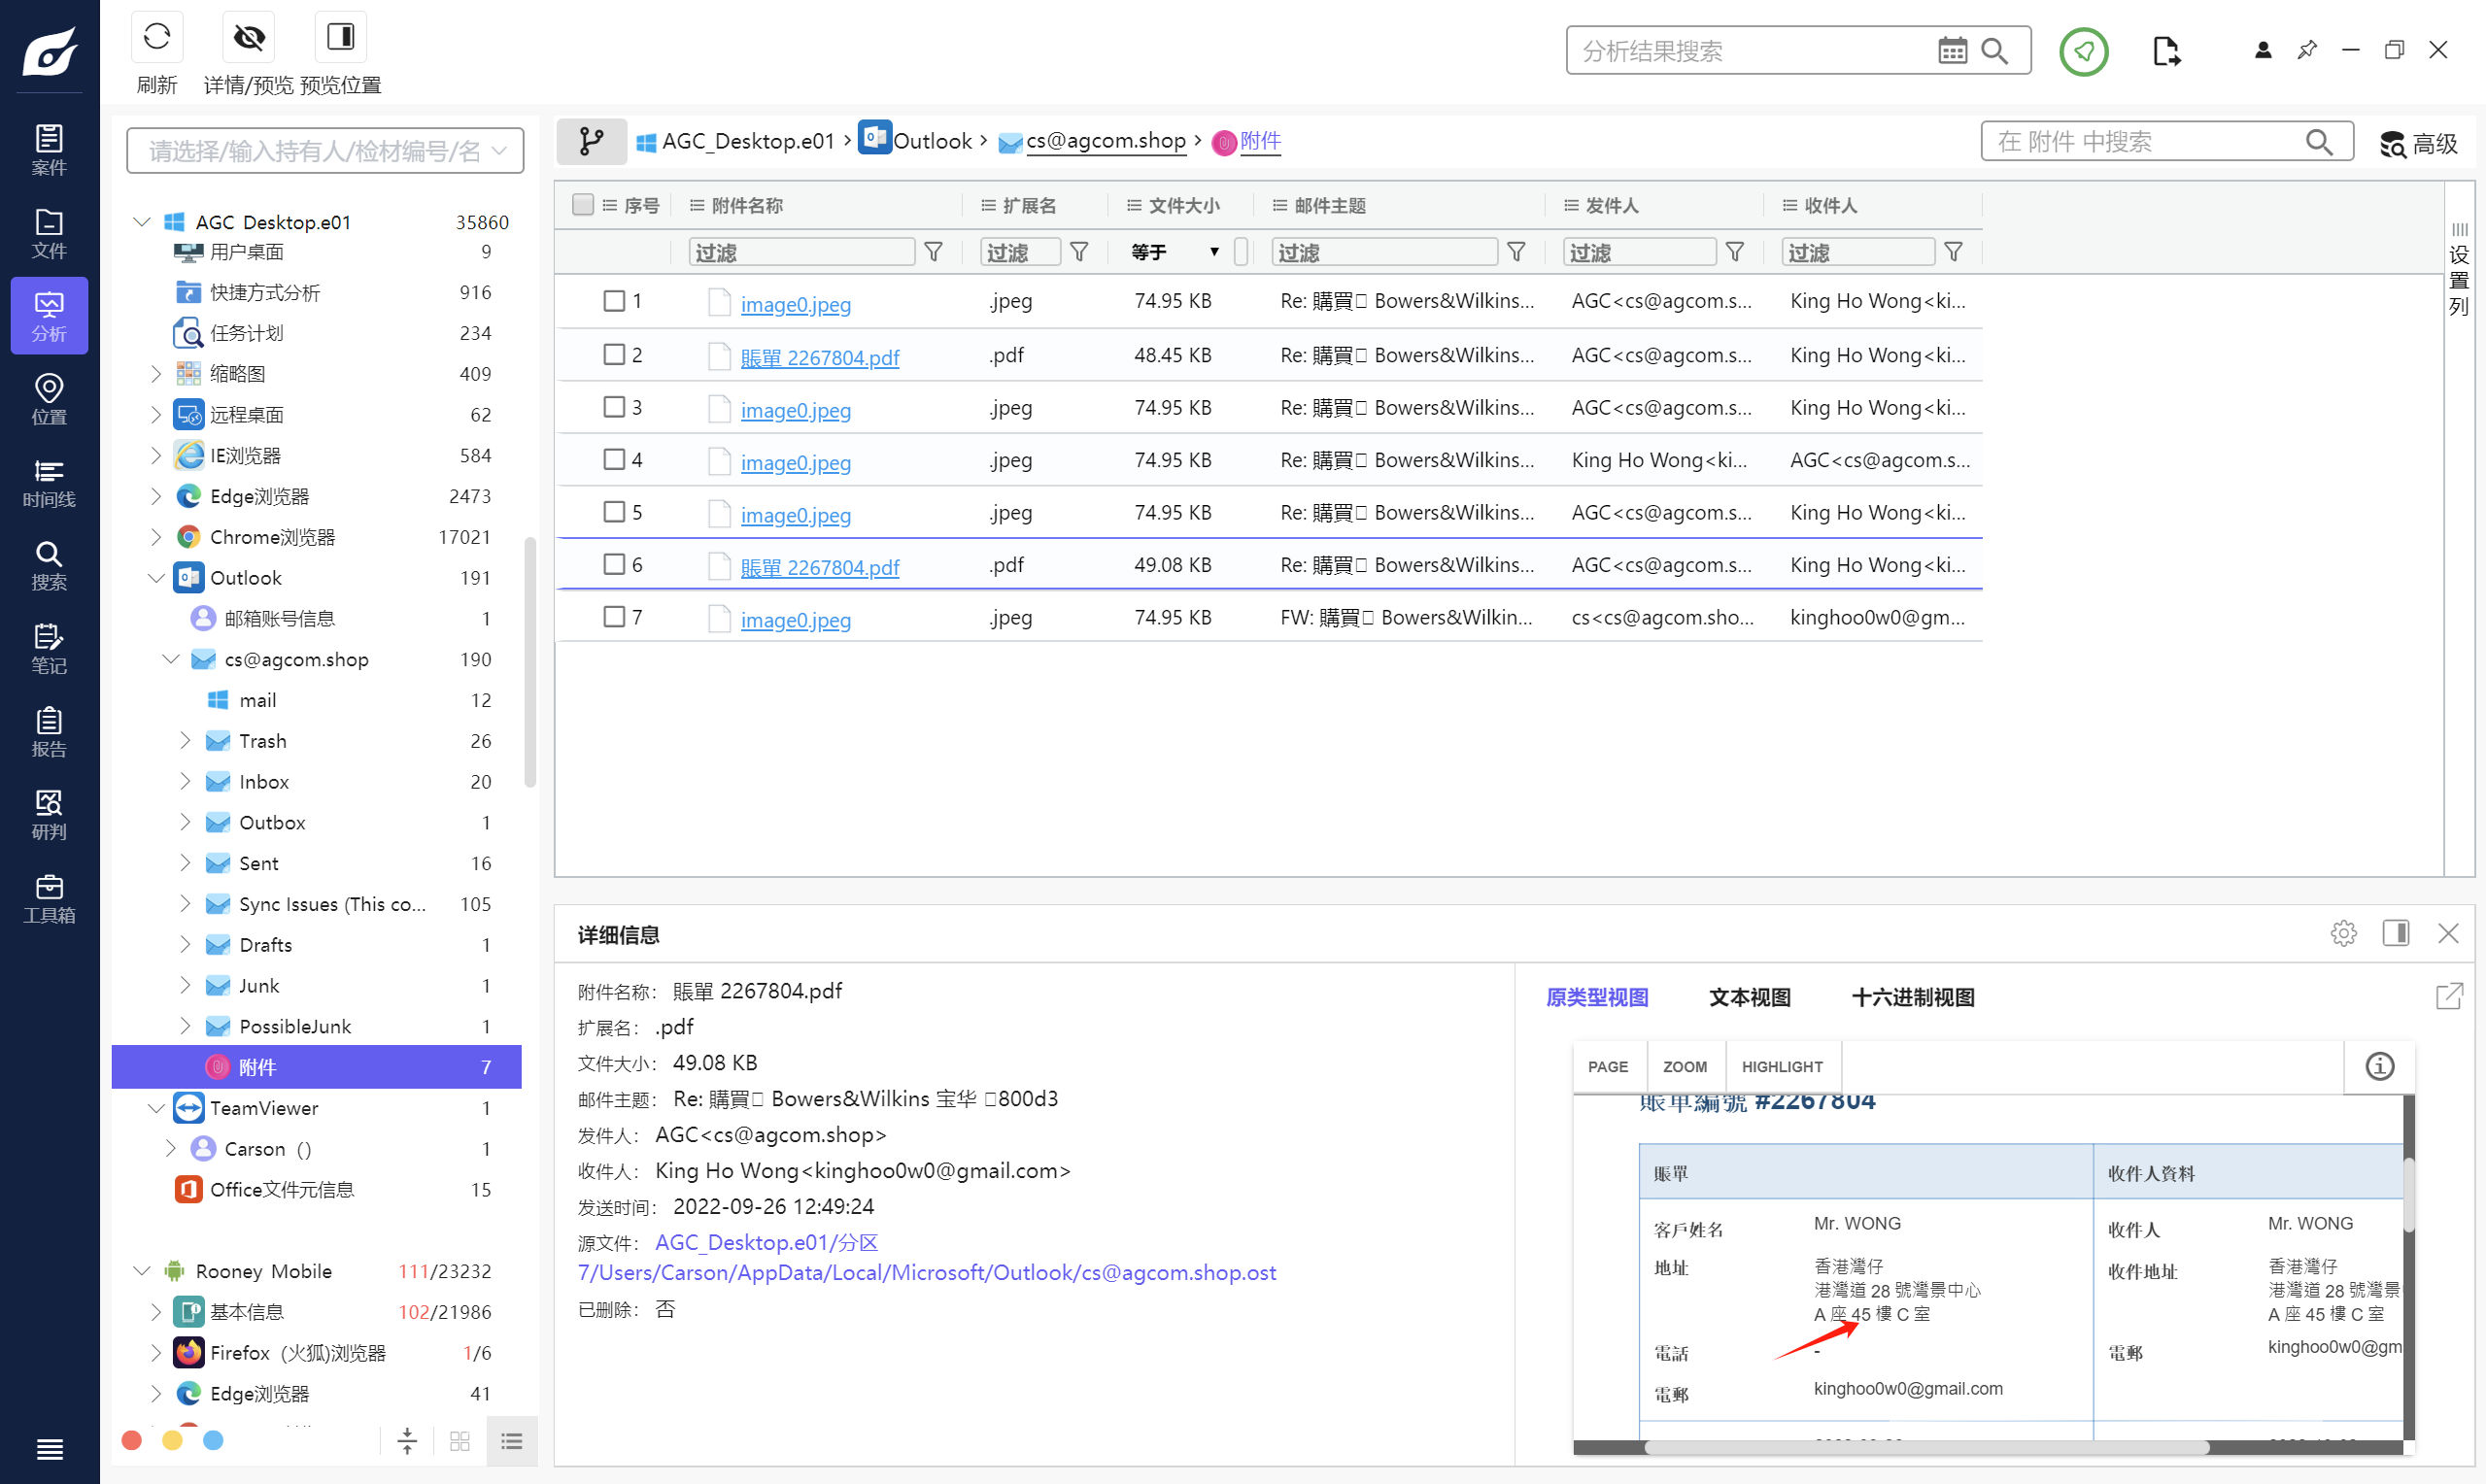 刷新
详情/预览
预览位置
分析结果搜索
案件
文件
分析
位置
时间线
搜索
笔记
报告
研判
工具箱
请选择/输入持有人/检材编号/名
AGC_Desktop.e01 35860
用户桌面 9
快捷方式分析 916
任务计划 234
缩略图 409
远程桌面 62
IE浏览器 584
Edge浏览器 2473
Chrome浏览器 17021
Outlook 191
邮箱账号信息 1
cs@agcom.shop 190
mail 12
Trash 26
Inbox 20
Outbox 1
Sent 16
Sync Issues (This co... 105
Drafts 1
Junk 1
PossibleJunk 1
附件 7
TeamViewer 1
Carson () 1
Office文件元信息 15
Rooney Mobile 111/23232
基本信息 102/21986
Firefox (火狐)浏览器 1/6
Edge浏览器 41
AGC_Desktop.e01 › Outlook › cs@agcom.shop › 附件
在 附件 中搜索
高级
序号 附件名称 扩展名 文件大小 邮件主题 发件人 收件人
过滤 过滤 等于 过滤 过滤 过滤
1 image0.jpeg .jpeg 74.95 KB Re: 購買 Bowers&Wilkins... AGC<cs@agcom.s... King Ho Wong<ki...
2 賬單 2267804.pdf .pdf 48.45 KB Re: 購買 Bowers&Wilkins... AGC<cs@agcom.s... King Ho Wong<ki...
3 image0.jpeg .jpeg 74.95 KB Re: 購買 Bowers&Wilkins... AGC<cs@agcom.s... King Ho Wong<ki...
4 image0.jpeg .jpeg 74.95 KB Re: 購買 Bowers&Wilkins... King Ho Wong<ki... AGC<cs@agcom.s...
5 image0.jpeg .jpeg 74.95 KB Re: 購買 Bowers&Wilkins... AGC<cs@agcom.s... King Ho Wong<ki...
6 賬單 2267804.pdf .pdf 49.08 KB Re: 購買 Bowers&Wilkins... AGC<cs@agcom.s... King Ho Wong<ki...
7 image0.jpeg .jpeg 74.95 KB FW: 購買 Bowers&Wilkin... cs<cs@agcom.sho... kinghoo0w0@gm...
设置列
详细信息
附件名称: 賬單 2267804.pdf
扩展名: .pdf
文件大小: 49.08 KB
邮件主题: Re: 購買 Bowers&Wilkins 宝华 800d3
发件人: AGC<cs@agcom.shop>
收件人: King Ho Wong<kinghoo0w0@gmail.com>
发送时间: 2022-09-26 12:49:24
源文件: AGC_Desktop.e01/分区
7/Users/Carson/AppData/Local/Microsoft/Outlook/cs@agcom.shop.ost
已删除: 否
原类型视图 文本视图 十六进制视图
PAGE ZOOM HIGHLIGHT
賬單編號 #2267804
賬單 收件人資料
客戶姓名 Mr. WONG 收件人 Mr. WONG
地址 香港灣仔 收件地址 香港灣仔
港灣道 28 號灣景中心 港灣道 28 號灣景
A 座 45 樓 C 室 A 座 45 樓 C 室
電話 - 電郵 kinghoo0w0@gm
電郵 kinghoo0w0@gmail.com